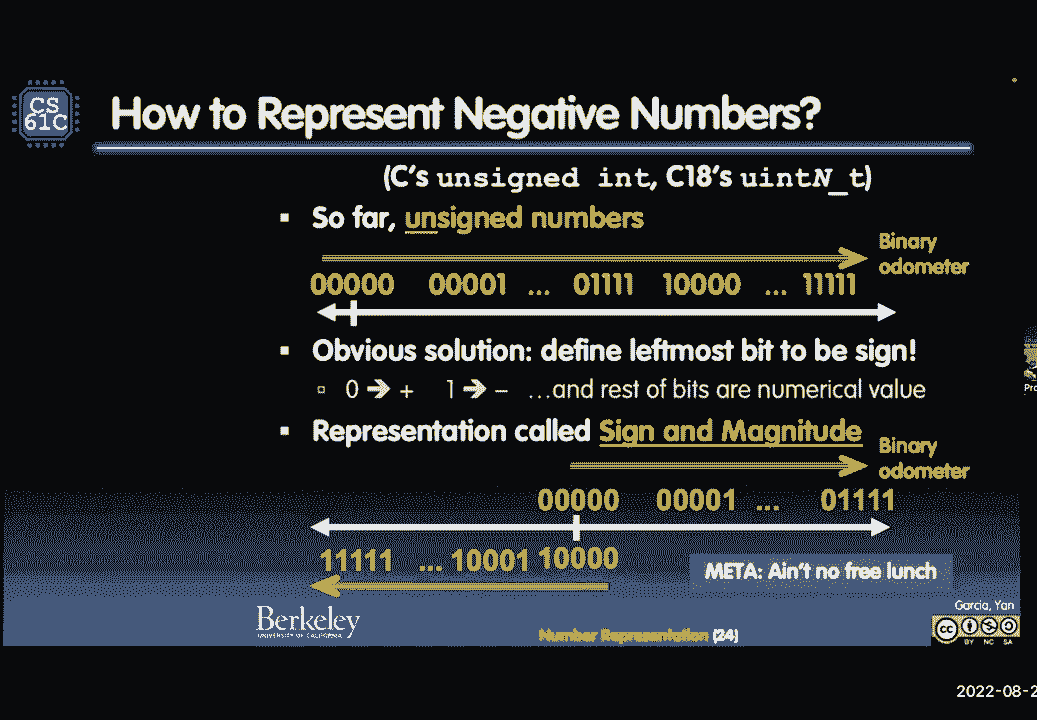 CS
61C
How to Represent Negative Numbers?
(C's unsigned int, C18's uintN_t)
▪ So far, unsigned numbers
Binary
odometer
00000 00001 ... 01111 10000 ... 11111
▪ Obvious solution: define leftmost bit to be sign!
▫ 0 → + 1 → – …and rest of bits are numerical value
▪ Representation called Sign and Magnitude
Binary
odometer
00000 00001 ... 01111
11111 ... 10001 10000
META: Ain't no free lunch
Berkeley
UNIVERSITY OF CALIFORNIA
Number Representation (24)
Garcia, Yan
cc
BY NC SA
2022-08-2